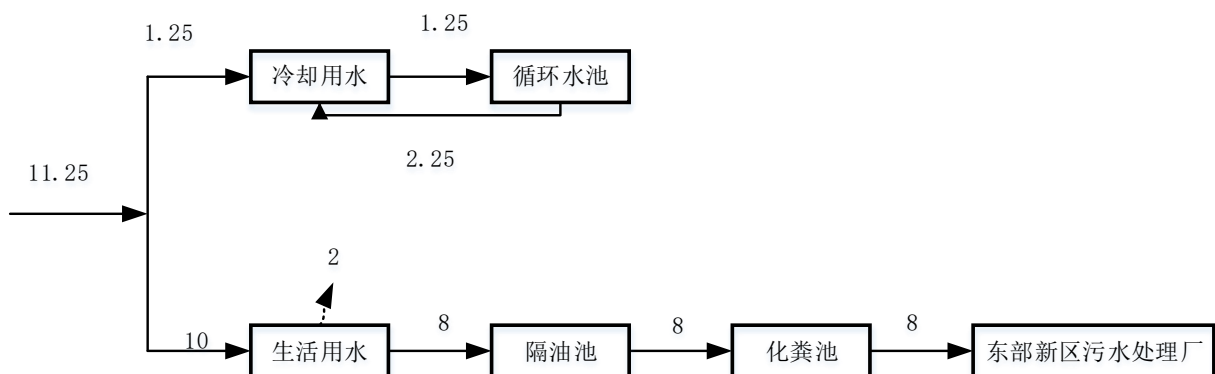 1.25
1.25
冷却用水
循环水池
2.25
11.25
2
10
生活用水
8
隔油池
8
化粪池
8
东部新区污水处理厂